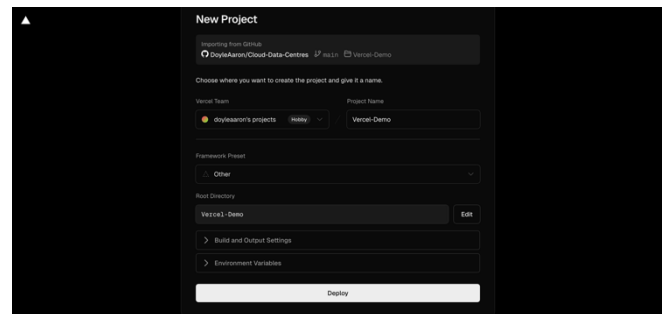 New Project
Importing from GitHub
DoyleAaron/Cloud-Data-Centres main Vercel-Demo
Choose where you want to create the project and give it a name.
Vercel Team Project Name
doyleaaron's projects Hobby Vercel-Demo
Framework Preset
Other
Root Directory
Vercel-Demo Edit
Build and Output Settings
Environment Variables
Deploy